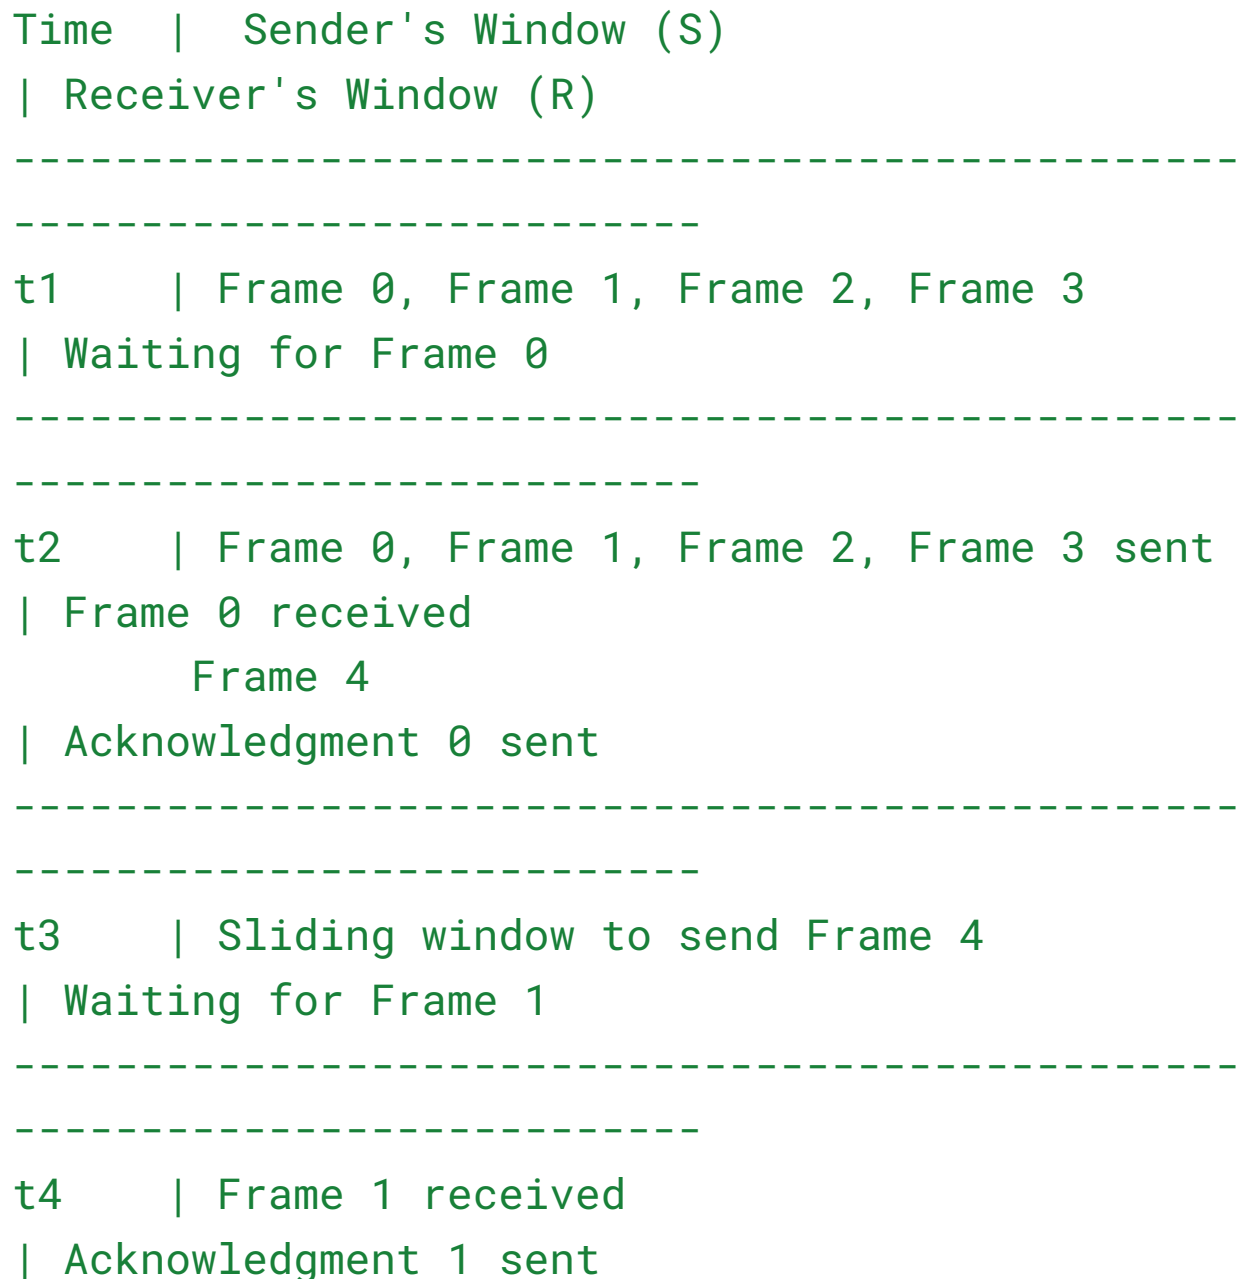 Time  |  Sender's Window (S)
| Receiver's Window (R)
------------------------------------------------
---------------------------
t1    | Frame 0, Frame 1, Frame 2, Frame 3
| Waiting for Frame 0
------------------------------------------------
---------------------------
t2    | Frame 0, Frame 1, Frame 2, Frame 3 sent
| Frame 0 received
       Frame 4
| Acknowledgment 0 sent
------------------------------------------------
---------------------------
t3    | Sliding window to send Frame 4
| Waiting for Frame 1
------------------------------------------------
---------------------------
t4    | Frame 1 received
| Acknowledgment 1 sent